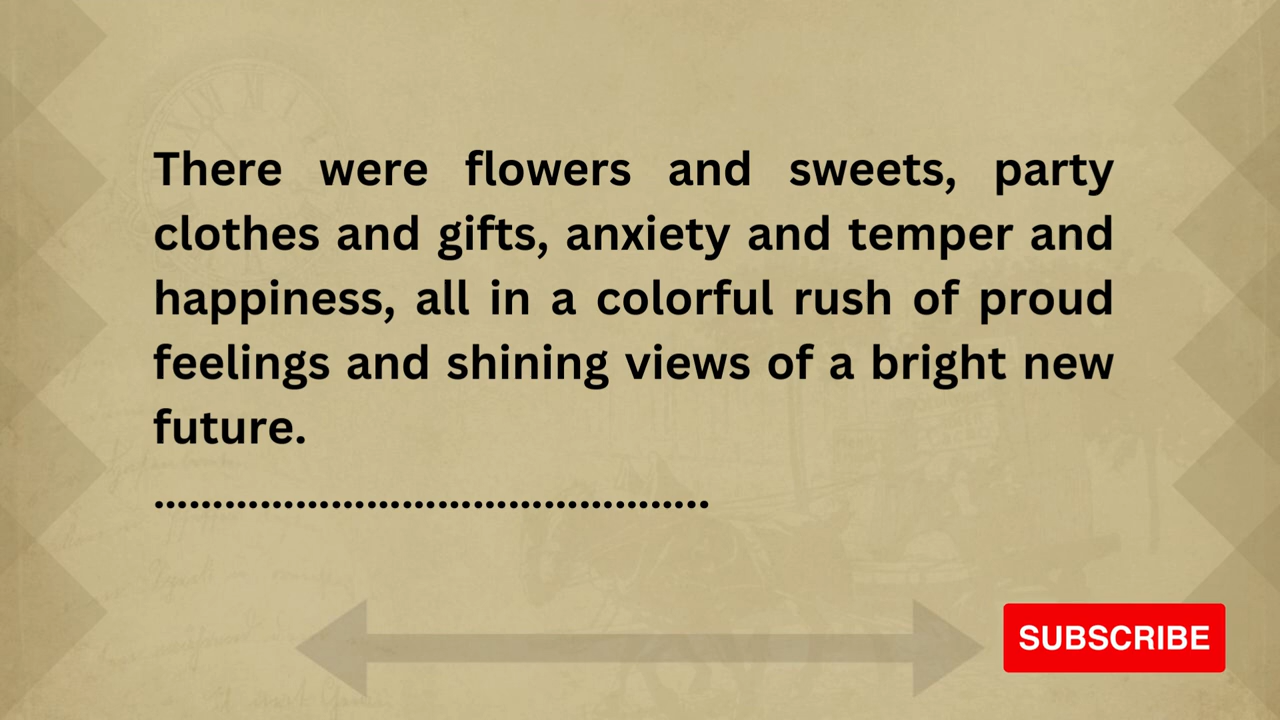 There were flowers and sweets, party
clothes and gifts, anxiety and temper and
happiness, all in a colorful rush of proud
feelings and shining views of a bright new
future.
...............................................
SUBSCRIBE